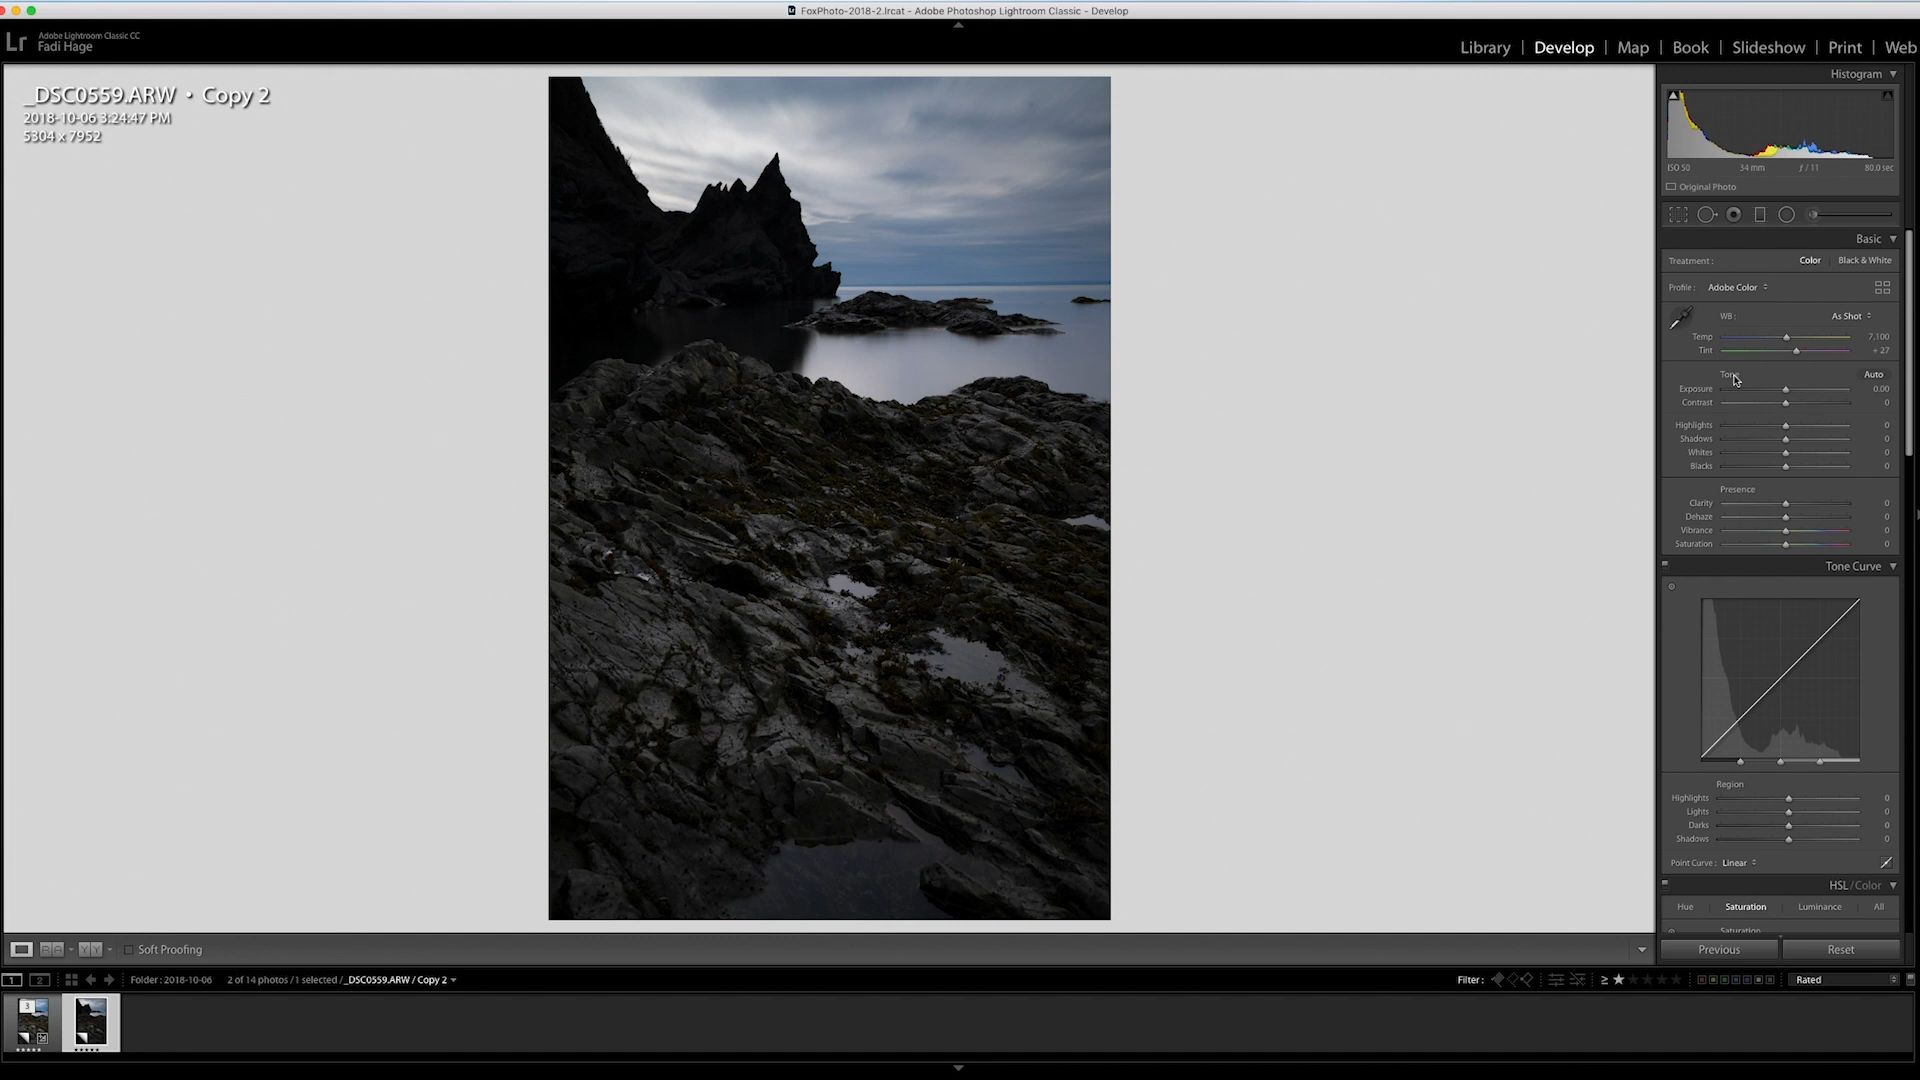 FoxPhoto-2018-2.lrcat - Adobe Photoshop Lightroom Classic - Develop
Lr
Adobe Lightroom Classic CC
Fadi Hage
Library | Develop | Map | Book | Slideshow | Print | Web
_DSC0559.ARW • Copy 2
2018-10-06 3:24:47 PM
5304 x 7952
Histogram
ISO 50 34 mm ƒ / 11 80.0 sec
Original Photo
Basic
Treatment : Color Black & White
Profile : Adobe Color
WB : As Shot
Temp 7,100
Tint + 27
Tone Auto
Exposure 0.00
Contrast 0
Highlights 0
Shadows 0
Whites 0
Blacks 0
Presence
Clarity 0
Dehaze 0
Vibrance 0
Saturation 0
Tone Curve
Region
Highlights 0
Lights 0
Darks 0
Shadows 0
Point Curve : Linear
HSL / Color
Hue Saturation Luminance All
Saturation
Soft Proofing
Previous Reset
1 2 Folder : 2018-10-06 2 of 14 photos / 1 selected / _DSC0559.ARW / Copy 2 Filter : ≥ Rated
3